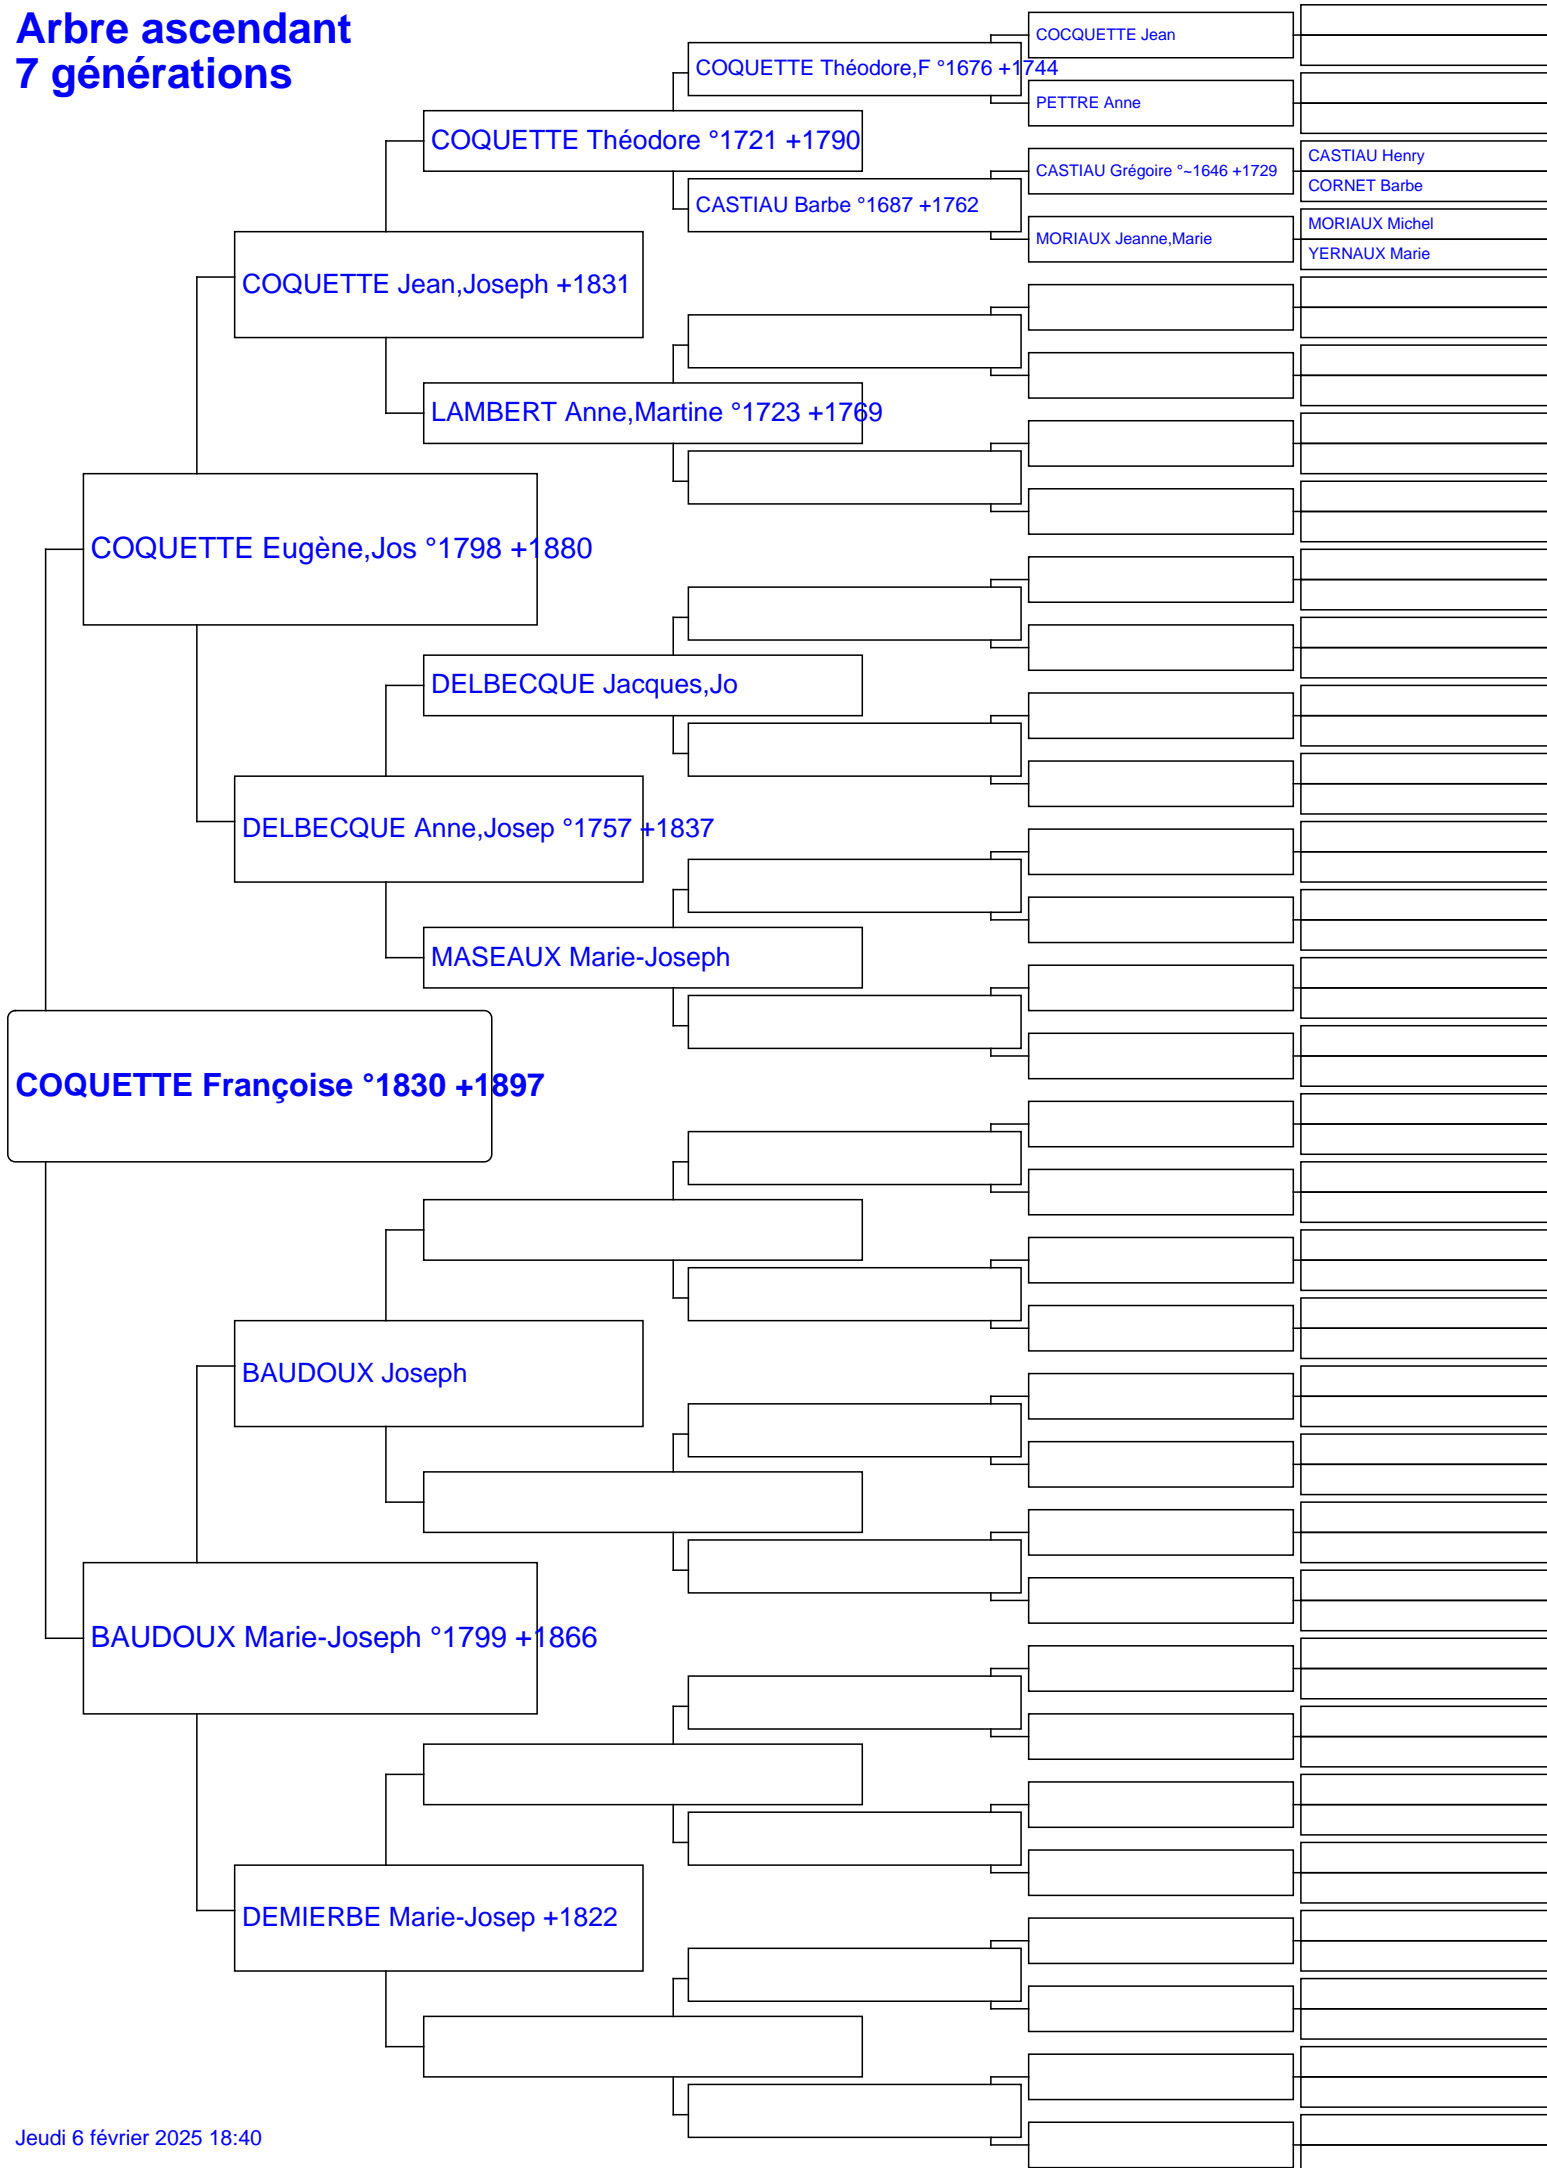 Arbre ascendant
7 générations
COCQUETTE Jean
COQUETTE Théodore,F °1676 +1744
PETTRE Anne
COQUETTE Théodore °1721 +1790
CASTIAU Henry
CASTIAU Grégoire °~1646 +1729
CORNET Barbe
CASTIAU Barbe °1687 +1762
MORIAUX Michel
MORIAUX Jeanne,Marie
YERNAUX Marie
COQUETTE Jean,Joseph +1831
LAMBERT Anne,Martine °1723 +1769
COQUETTE Eugène,Jos °1798 +1880
DELBECQUE Jacques,Jo
DELBECQUE Anne,Josep °1757 +1837
MASEAUX Marie-Joseph
COQUETTE Françoise °1830 +1897
BAUDOUX Joseph
BAUDOUX Marie-Joseph °1799 +1866
DEMIERBE Marie-Josep +1822
Jeudi 6 février 2025 18:40